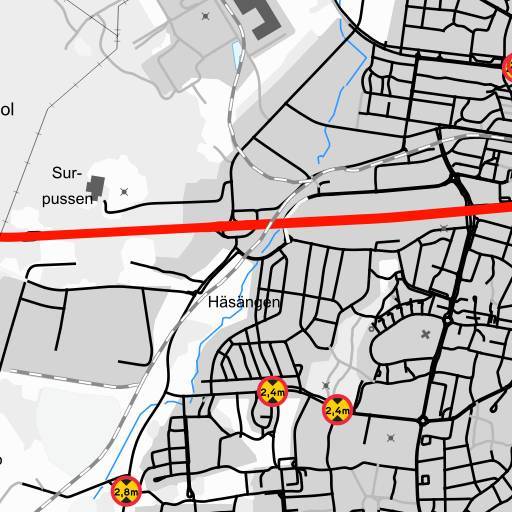 ol
Sur-
pussen
Häsängen
2,4m
2,4m
2,8m